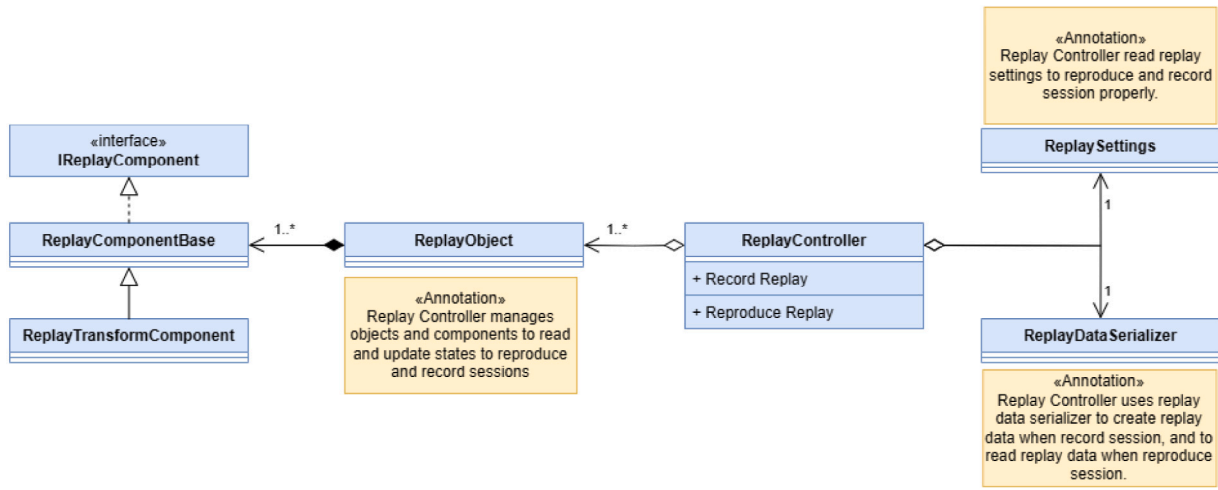 «Annotation»
Replay Controller read replay
settings to reproduce and record
session properly.
«interface»
IReplayComponent
ReplaySettings
1
ReplayComponentBase
1..*
ReplayObject
1..*
ReplayController
+ Record Replay
+ Reproduce Replay
«Annotation»
Replay Controller manages
objects and components to read
and update states to reproduce
and record sessions
1
ReplayTransformComponent
ReplayDataSerializer
«Annotation»
Replay Controller uses replay
data serializer to create replay
data when record session, and to
read replay data when reproduce
session.